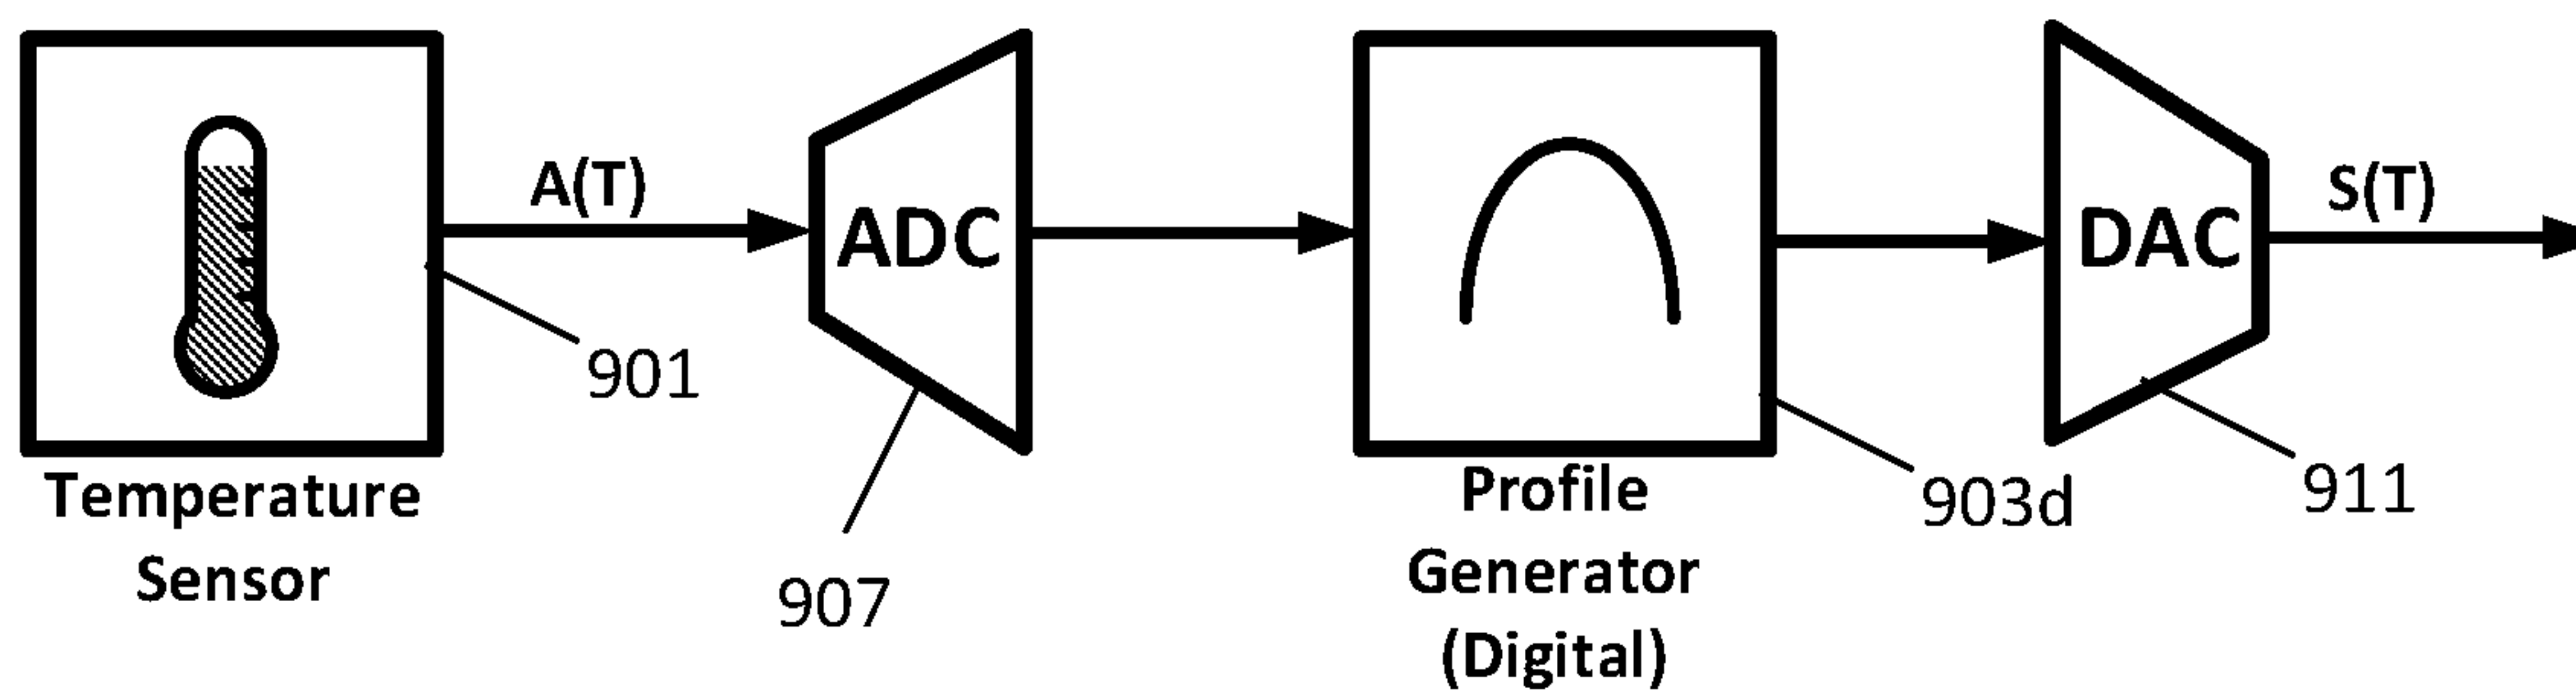 A(T)
ADC
DAC
S(T)
901
907
903d
911
Temperature
Sensor
Profile
Generator
(Digital)